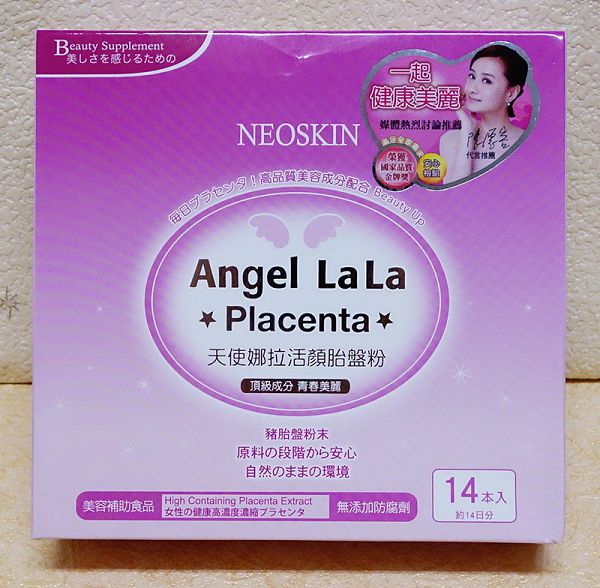 Beauty Supplement
美しさを感じるための
一起
健康美麗
媒體熱烈討論推薦
代言推薦
榮獲
國家品質
金牌獎
安心
檢驗
NEOSKIN
毎日プラセンタ!高品質美容成分配合 Beauty Up
Angel LaLa
Placenta
天使娜拉活顏胎盤粉
頂級成分 青春美麗
豬胎盤粉末
原料の段階から安心
自然のままの環境
美容補助食品
High Containing Placenta Extract
女性の健康高濃度濃縮プラセンタ
無添加防腐劑
14本入
約14日分